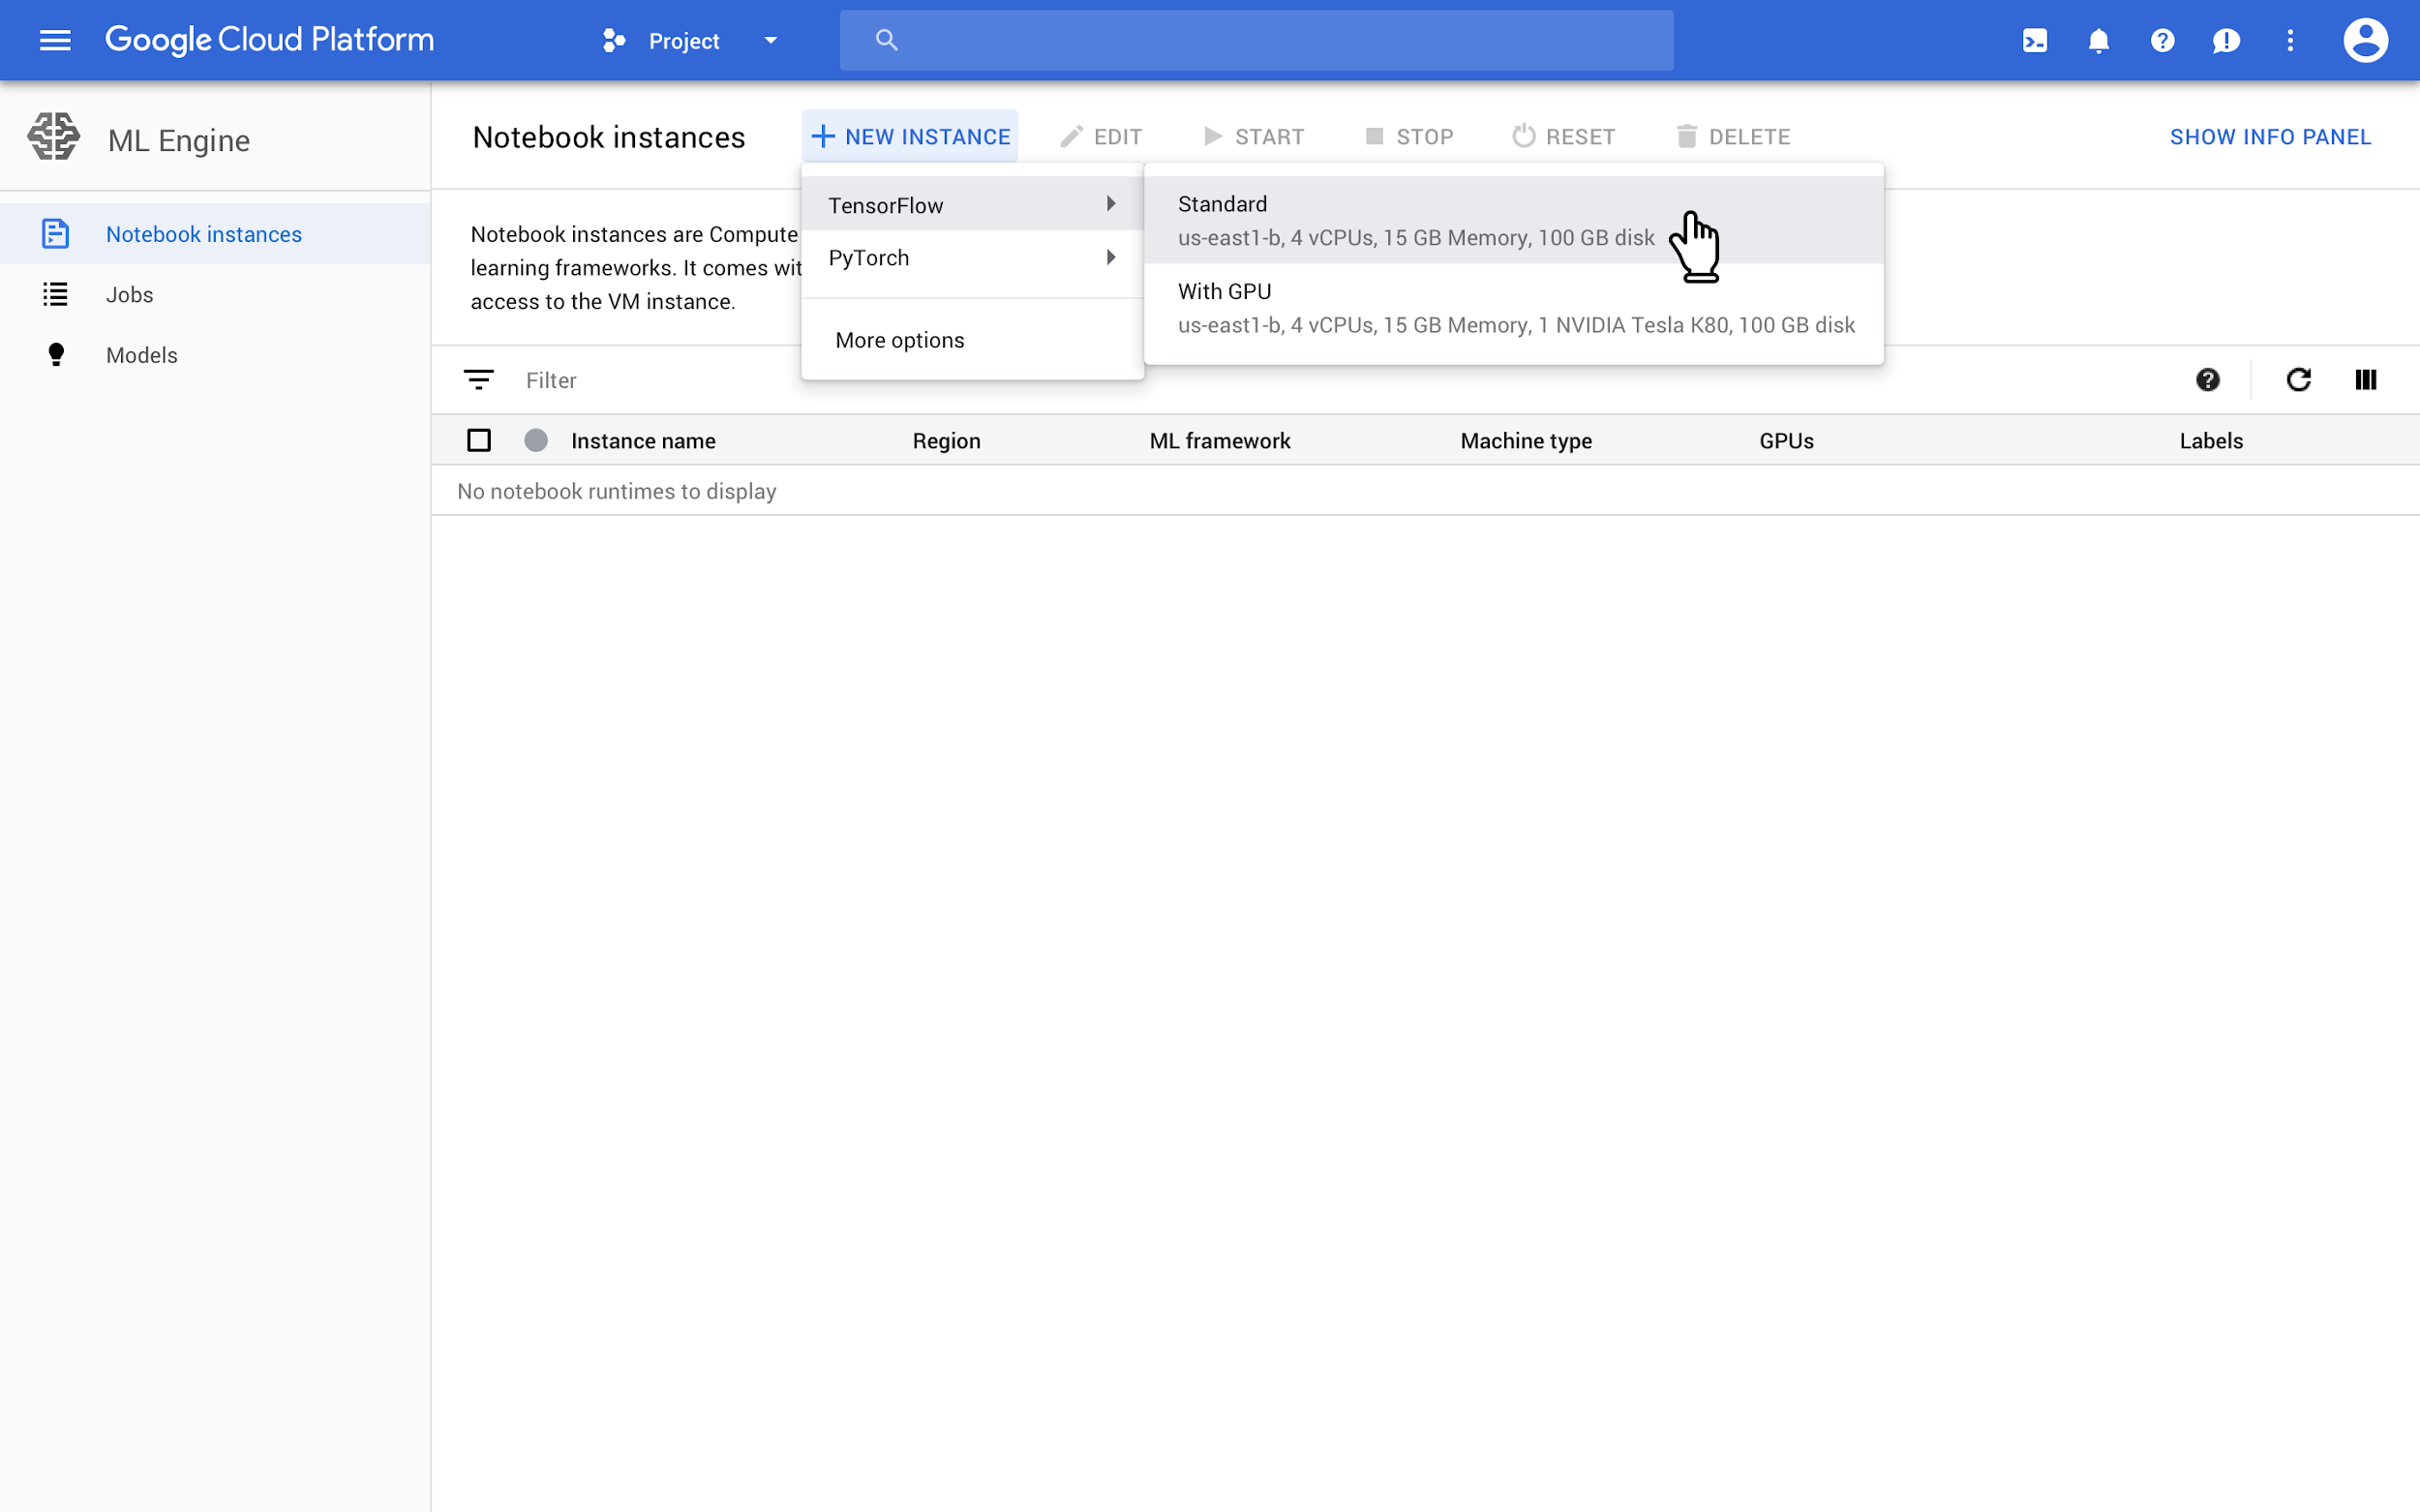 Google Cloud Platform
Project
ML Engine
Notebook instances
Jobs
Models
Notebook instances
NEW INSTANCE
EDIT
START
STOP
RESET
DELETE
SHOW INFO PANEL
Notebook instances are Compute
learning frameworks. It comes wit
access to the VM instance.
TensorFlow
PyTorch
More options
Standard
us-east1-b, 4 vCPUs, 15 GB Memory, 100 GB disk
With GPU
us-east1-b, 4 vCPUs, 15 GB Memory, 1 NVIDIA Tesla K80, 100 GB disk
Filter
Instance name Region ML framework Machine type GPUs Labels
No notebook runtimes to display